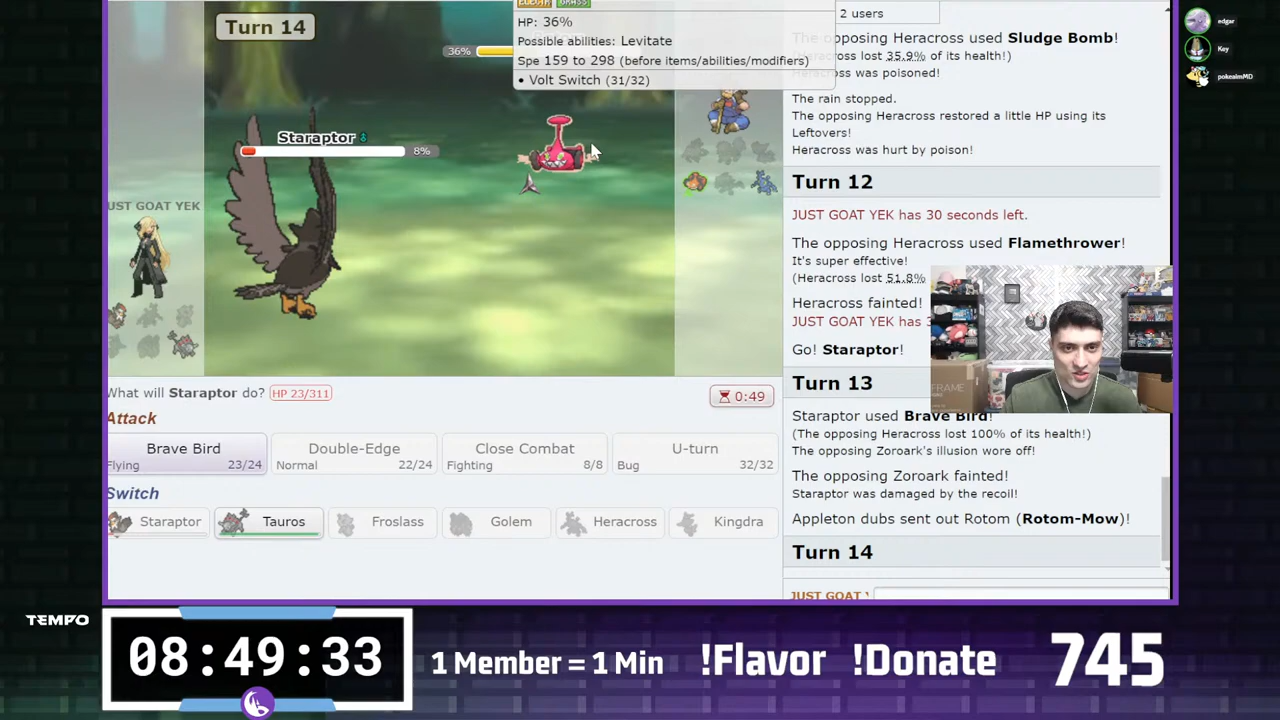 Turn 14
ELECTR GRASS
HP: 36%
Possible abilities: Levitate
Spe 159 to 298 (before items/abilities/modifiers)
• Volt Switch (31/32)
36%
Staraptor
8%
JUST GOAT YEK
2 users
The opposing Heracross used Sludge Bomb!
(Heracross lost 35.9% of its health!)
Heracross was poisoned!
The rain stopped.
The opposing Heracross restored a little HP using its
Leftovers!
Heracross was hurt by poison!
Turn 12
JUST GOAT YEK has 30 seconds left.
The opposing Heracross used Flamethrower!
It's super effective!
(Heracross lost 51.8%
Heracross fainted!
JUST GOAT YEK has
Go! Staraptor!
Turn 13
Staraptor used Brave Bird!
(The opposing Heracross lost 100% of its health!)
The opposing Zoroark's illusion wore off!
The opposing Zoroark fainted!
Staraptor was damaged by the recoil!
Appleton dubs sent out Rotom (Rotom-Mow)!
Turn 14
JUST GOAT
edgar
Key
pokeaimMD
FRAME
What will Staraptor do? HP 23/311
0:49
Attack
Brave Bird
Flying 23/24
Double-Edge
Normal 22/24
Close Combat
Fighting 8/8
U-turn
Bug 32/32
Switch
Staraptor
Tauros
Froslass
Golem
Heracross
Kingdra
TEMPO
08:49:33
1 Member = 1 Min
!Flavor !Donate
745